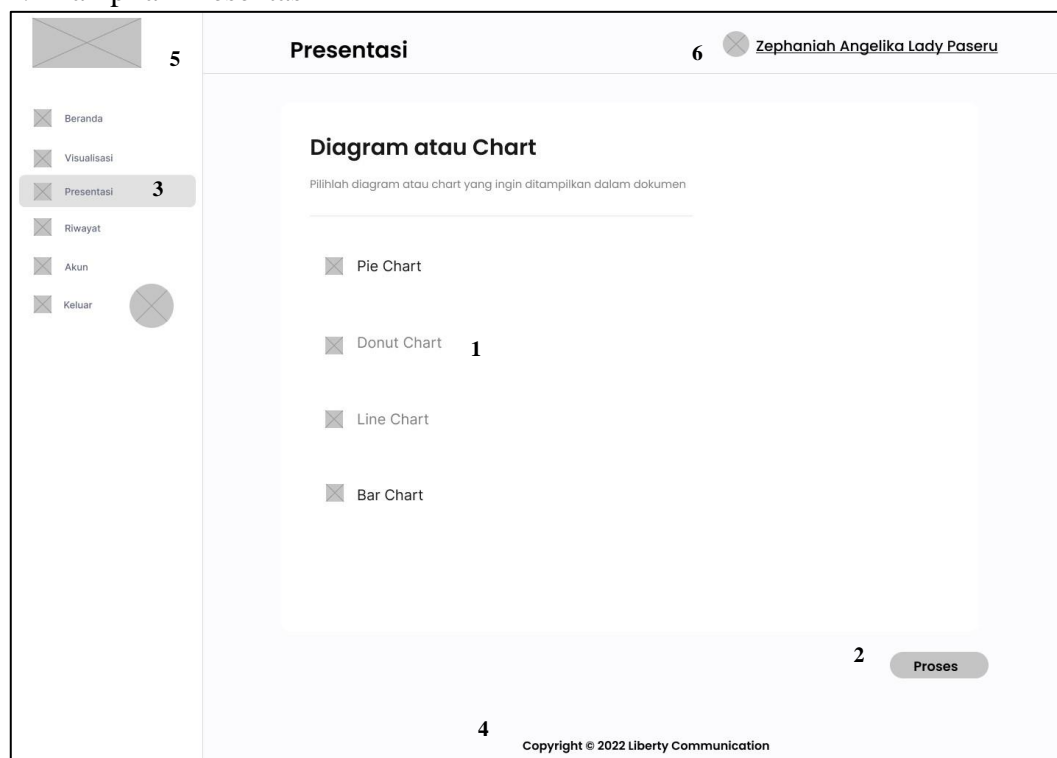 5
Presentasi
6
Zephaniah Angelika Lady Paseru
Beranda
Visualisasi
Presentasi
3
Riwayat
Akun
Keluar
Diagram atau Chart
Pilihlah diagram atau chart yang ingin ditampilkan dalam dokumen
Pie Chart
Donut Chart
1
Line Chart
Bar Chart
2
Proses
4
Copyright © 2022 Liberty Communication